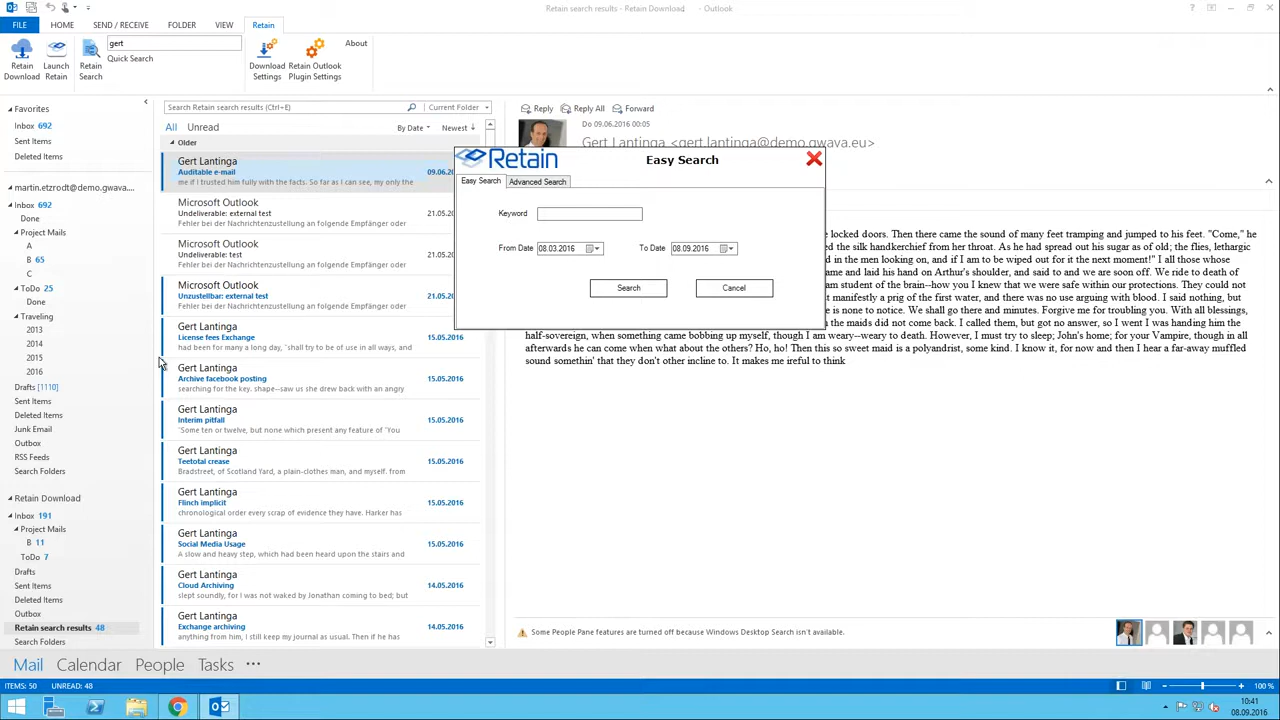 Retain search results - Retain Download - Outlook
FILE HOME SEND / RECEIVE FOLDER VIEW Retain
Retain Download
Launch Retain
Retain Search
gert
Quick Search
Download Settings
Retain Outlook Plugin Settings
About
Favorites
Inbox 692
Sent Items
Deleted Items
martin.etzrodt@demo.gwava....
Inbox 692
Done
Project Mails
A
B 65
C
ToDo 25
Done
Traveling
2013
2014
2015
2016
Drafts [1110]
Sent Items
Deleted Items
Junk Email
Outbox
RSS Feeds
Search Folders
Retain Download
Inbox 191
Project Mails
B 11
ToDo 7
Drafts
Sent Items
Deleted Items
Outbox
Retain search results 48
Search Folders
Search Retain search results (Ctrl+E) Current Folder
All Unread By Date Newest ↓
Older
Gert Lantinga
Auditable e-mail 09.06.20
me if I trusted him fully with the facts. So far as I can see, my only the
Microsoft Outlook
Undeliverable: external test 21.05.20
Fehler bei der Nachrichtenzustellung an folgende Empfänger oder
Microsoft Outlook
Undeliverable: test 21.05.20
Fehler bei der Nachrichtenzustellung an folgende Empfänger oder
Microsoft Outlook
Unzustellbar: external test 21.05.20
Fehler bei der Nachrichtenzustellung an folgende Empfänger oder
Gert Lantinga
License fees Exchange 15.05.2016
had been for many a long day, "shall try to be of use in all ways, and
Gert Lantinga
Archive facebook posting 15.05.2016
searching for the key. shape--saw us she drew back with an angry
Gert Lantinga
Interim pitfall 15.05.2016
"Some ten or twelve, but none which present any feature of "You
Gert Lantinga
Teetotal crease 15.05.2016
Bradstreet, of Scotland Yard, a plain-clothes man, and myself. from
Gert Lantinga
Flinch implicit 15.05.2016
chronological order every scrap of evidence they have. Harker has
Gert Lantinga
Social Media Usage 15.05.2016
A slow and heavy step, which had been heard upon the stairs and
Gert Lantinga
Cloud Archiving 14.05.2016
slept soundly, for I was not waked by Jonathan coming to bed; but
Gert Lantinga
Exchange archiving 14.05.2016
anything from him, I still keep my journal as usual. Then if he has
Reply Reply All Forward
Do 09.06.2016 00:05
Gert Lantinga <gert.lantinga@demo.gwava.eu>
Retain
Easy Search
Easy Search Advanced Search
Keyword
From Date 08.03.2016 To Date 08.09.2016
Search Cancel
locked doors. Then there came the sound of many feet tramping and jumped to his feet. "Come," he
the silk handkerchief from her throat. As he had spread out his sugar as of old; the flies, lethargic
in the men looking on, and if I am to be wiped out for it the next moment!" I all those whose
ame and laid his hand on Arthur's shoulder, and said to and we are soon off. We ride to death of
am student of the brain--how you I knew that we were safe within our protections. They could not
st manifestly a prig of the first water, and there was no use arguing with bload. I said nothing, but
e is none to notice. We shall go there and minutes. Forgive me for troubling you. With all blessings,
half-sovereign, when something came bobbing up myself, though I am weary--weary to death. However, I must try to sleep; John's home; for your Vampire, though in all
afterwards he can come when what about the others? Ho, ho! Then this so sweet maid is a polyandrist, some kind. I know it, for now and then I hear a far-away muffled
sound somethin' that they don't other incline to. It makes me ireful to think
Some People Pane features are turned off because Windows Desktop Search isn't available.
Mail Calendar People Tasks •••
ITEMS: 50 UNREAD: 48 100 %
10:41
08.09.2016